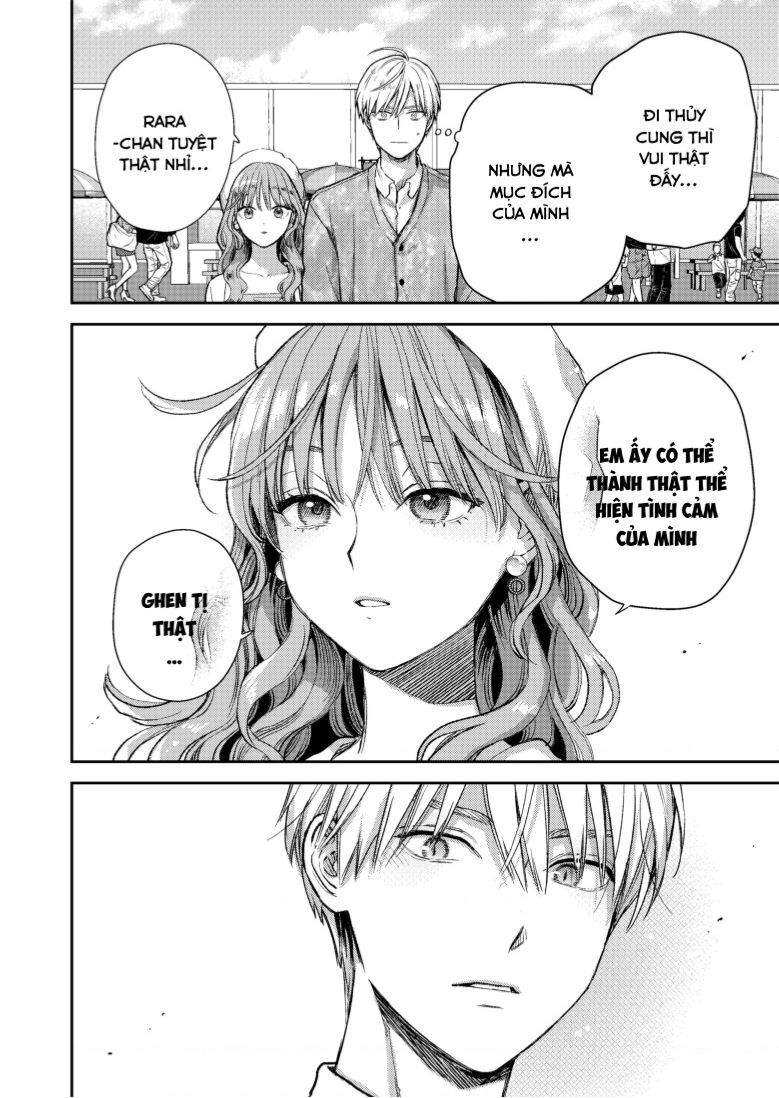 ĐI THỦY
CUNG THÌ
VUI THẬT
ĐẤY...
NHƯNG MÀ
MỤC ĐÍCH
CỦA MÌNH
...
RARA
-CHAN TUYỆT
THẬT NHỈ...
EM ẤY CÓ THỂ
THÀNH THẬT THỂ
HIỆN TÌNH CẢM
CỦA MÌNH
GHEN TỊ
THẬT
...